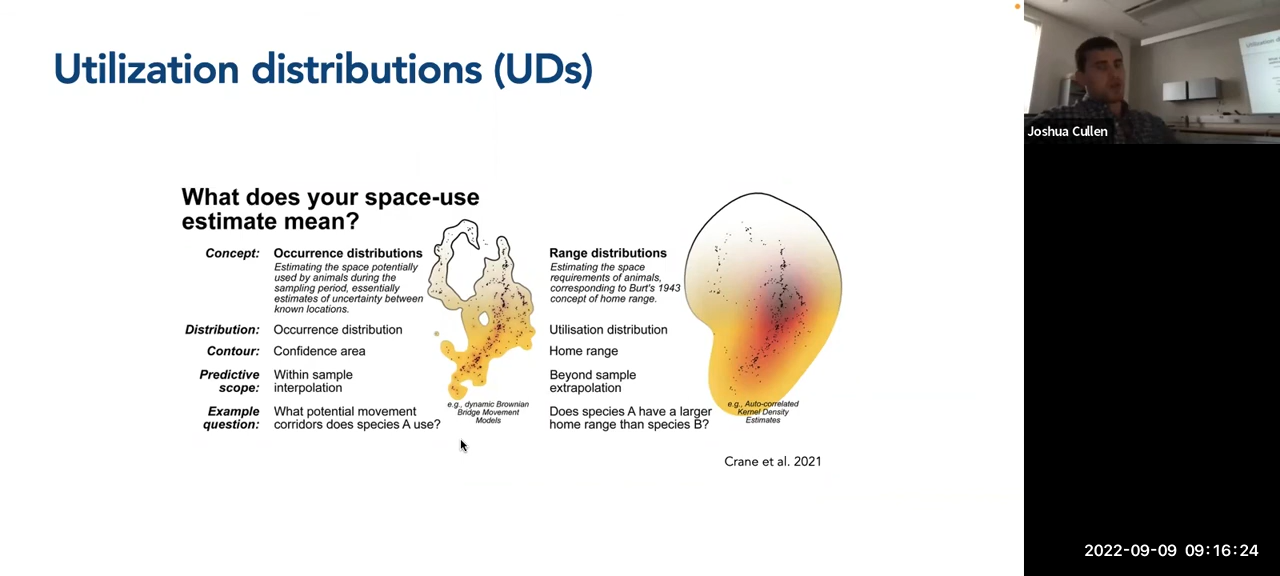 Utilization distributions (UDs)
What does your space-use
estimate mean?
Concept:
Occurrence distributions
Estimating the space potentially
used by animals during the
sampling period, essentially
estimates of uncertainty between
known locations.
Range distributions
Estimating the space
requirements of animals,
corresponding to Burt's 1943
concept of home range.
Distribution:
Occurrence distribution
Utilisation distribution
Contour:
Confidence area
Home range
Predictive
scope:
Within sample
interpolation
Beyond sample
extrapolation
Example
question:
What potential movement
corridors does species A use?
e.g., dynamic Brownian
Bridge Movement
Models
Does species A have a larger
home range than species B?
e.g., Auto-correlated
Kernel Density
Estimates
Crane et al. 2021
Joshua Cullen
2022-09-09 09:16:24